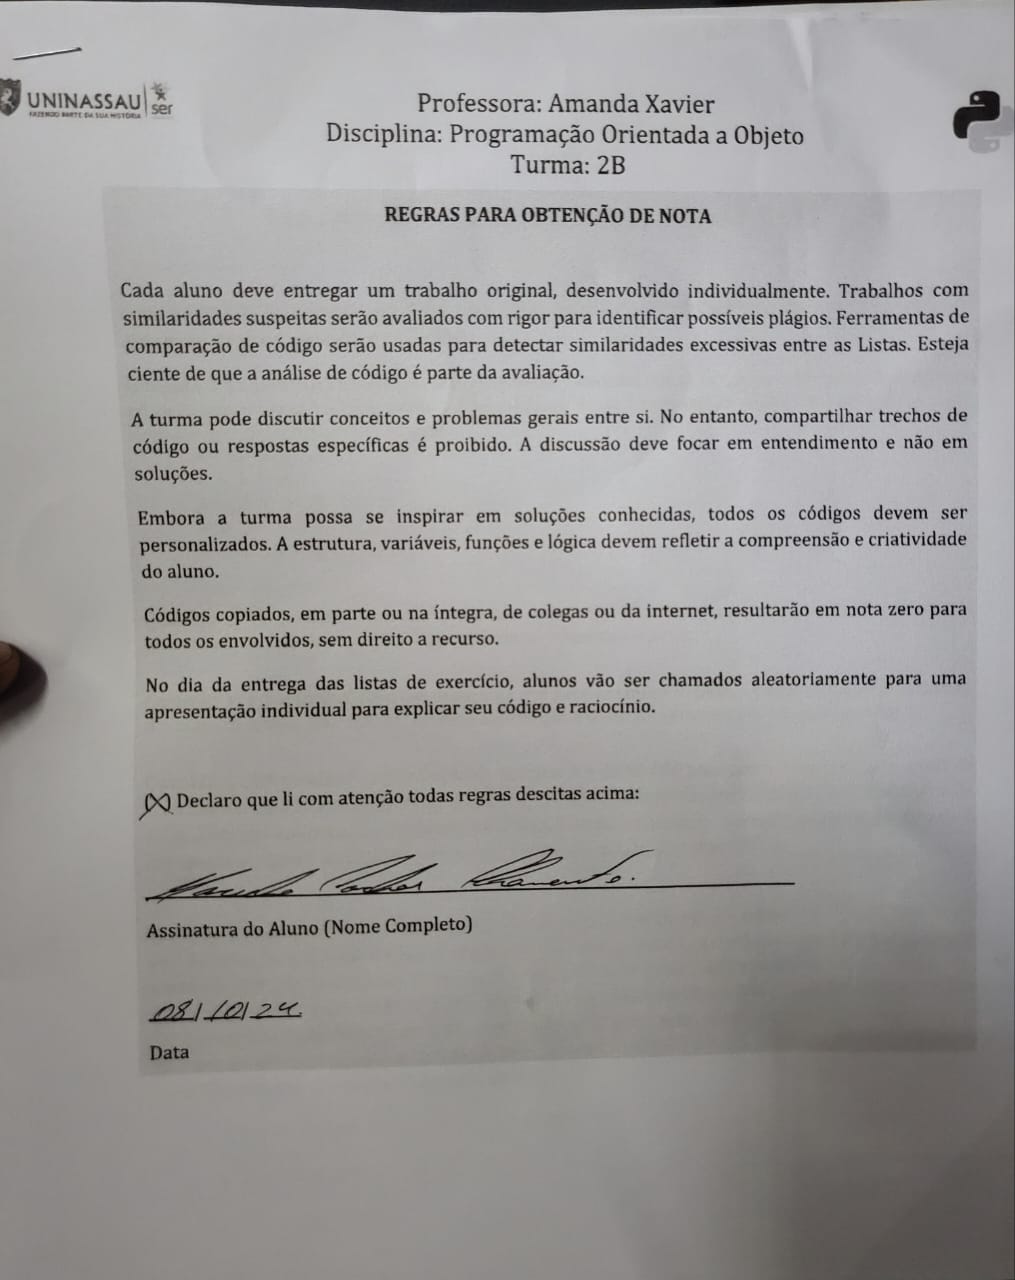 UNINASSAU
FAZENDO PARTE DA SUA HISTÓRIA
ser
Professora: Amanda Xavier
Disciplina: Programação Orientada a Objeto
Turma: 2B
REGRAS PARA OBTENÇÃO DE NOTA
Cada aluno deve entregar um trabalho original, desenvolvido individualmente. Trabalhos com
similaridades suspeitas serão avaliados com rigor para identificar possíveis plágios. Ferramentas de
comparação de código serão usadas para detectar similaridades excessivas entre as Listas. Esteja
ciente de que a análise de código é parte da avaliação.
A turma pode discutir conceitos e problemas gerais entre si. No entanto, compartilhar trechos de
código ou respostas específicas é proibido. A discussão deve focar em entendimento e não em
soluções.
Embora a turma possa se inspirar em soluções conhecidas, todos os códigos devem ser
personalizados. A estrutura, variáveis, funções e lógica devem refletir a compreensão e criatividade
do aluno.
Códigos copiados, em parte ou na íntegra, de colegas ou da internet, resultarão em nota zero para
todos os envolvidos, sem direito a recurso.
No dia da entrega das listas de exercício, alunos vão ser chamados aleatoriamente para uma
apresentação individual para explicar seu código e raciocínio.
(X) Declaro que li com atenção todas regras descitas acima:
Assinatura do Aluno (Nome Completo)
08/10/24
Data